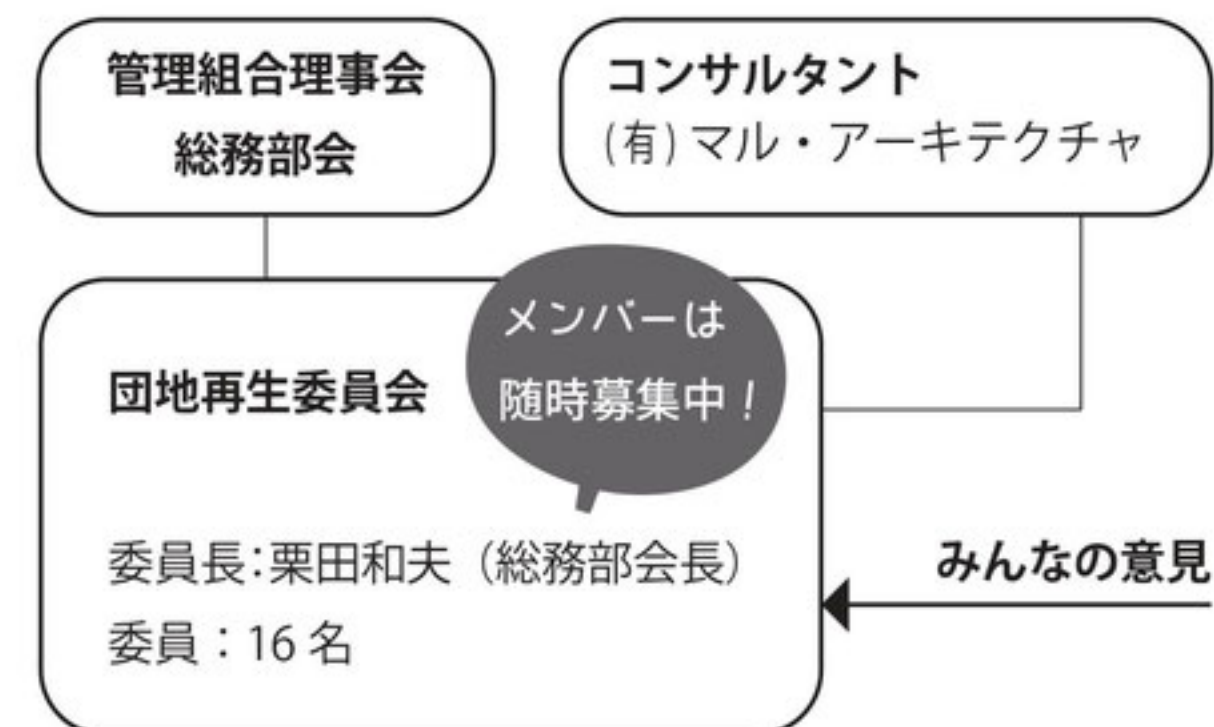 管理組合理事会
総務部会
コンサルタント
(有)マル・アーキテクチャ
メンバーは
随時募集中!
団地再生委員会
委員長:栗田和夫(総務部会長)
委員:16名
みんなの意見